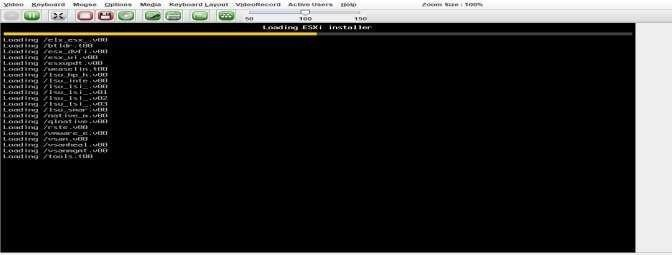 Video Keyboard Mouse Options Media Keyboard Layout VideoRecord Active Users Help Zoom Size : 100%
50 100 150
Loading ESXi installer
Loading /elx_esx_.v00
Loading /btldr.t00
Loading /esx_dvfi.v00
Loading /esx_ui.v00
Loading /esxupdt.v00
Loading /weaselin.t00
Loading /lsu_hp_h.v00
Loading /lsu_inte.v00
Loading /lsu_lsi_.v00
Loading /lsu_lsi_.v01
Loading /lsu_lsi_.v02
Loading /lsu_lsi_.v03
Loading /lsu_smar.v00
Loading /native_m.v00
Loading /qlnative.v00
Loading /rste.v00
Loading /vmware_e.v00
Loading /vsan.v00
Loading /vsanheal.v00
Loading /vsanmgmt.v00
Loading /tools.t00